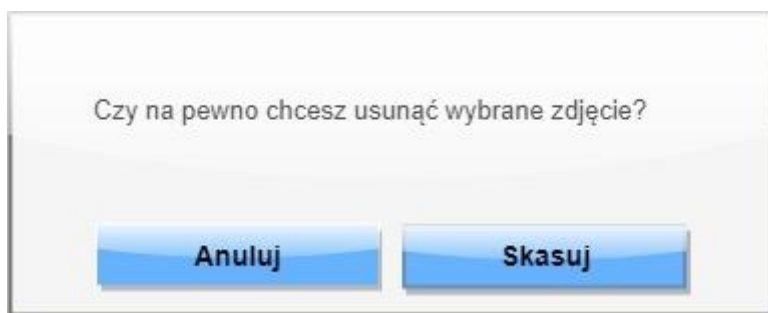 Czy na pewno chcesz usunąć wybrane zdjęcie?
Anuluj Skasuj